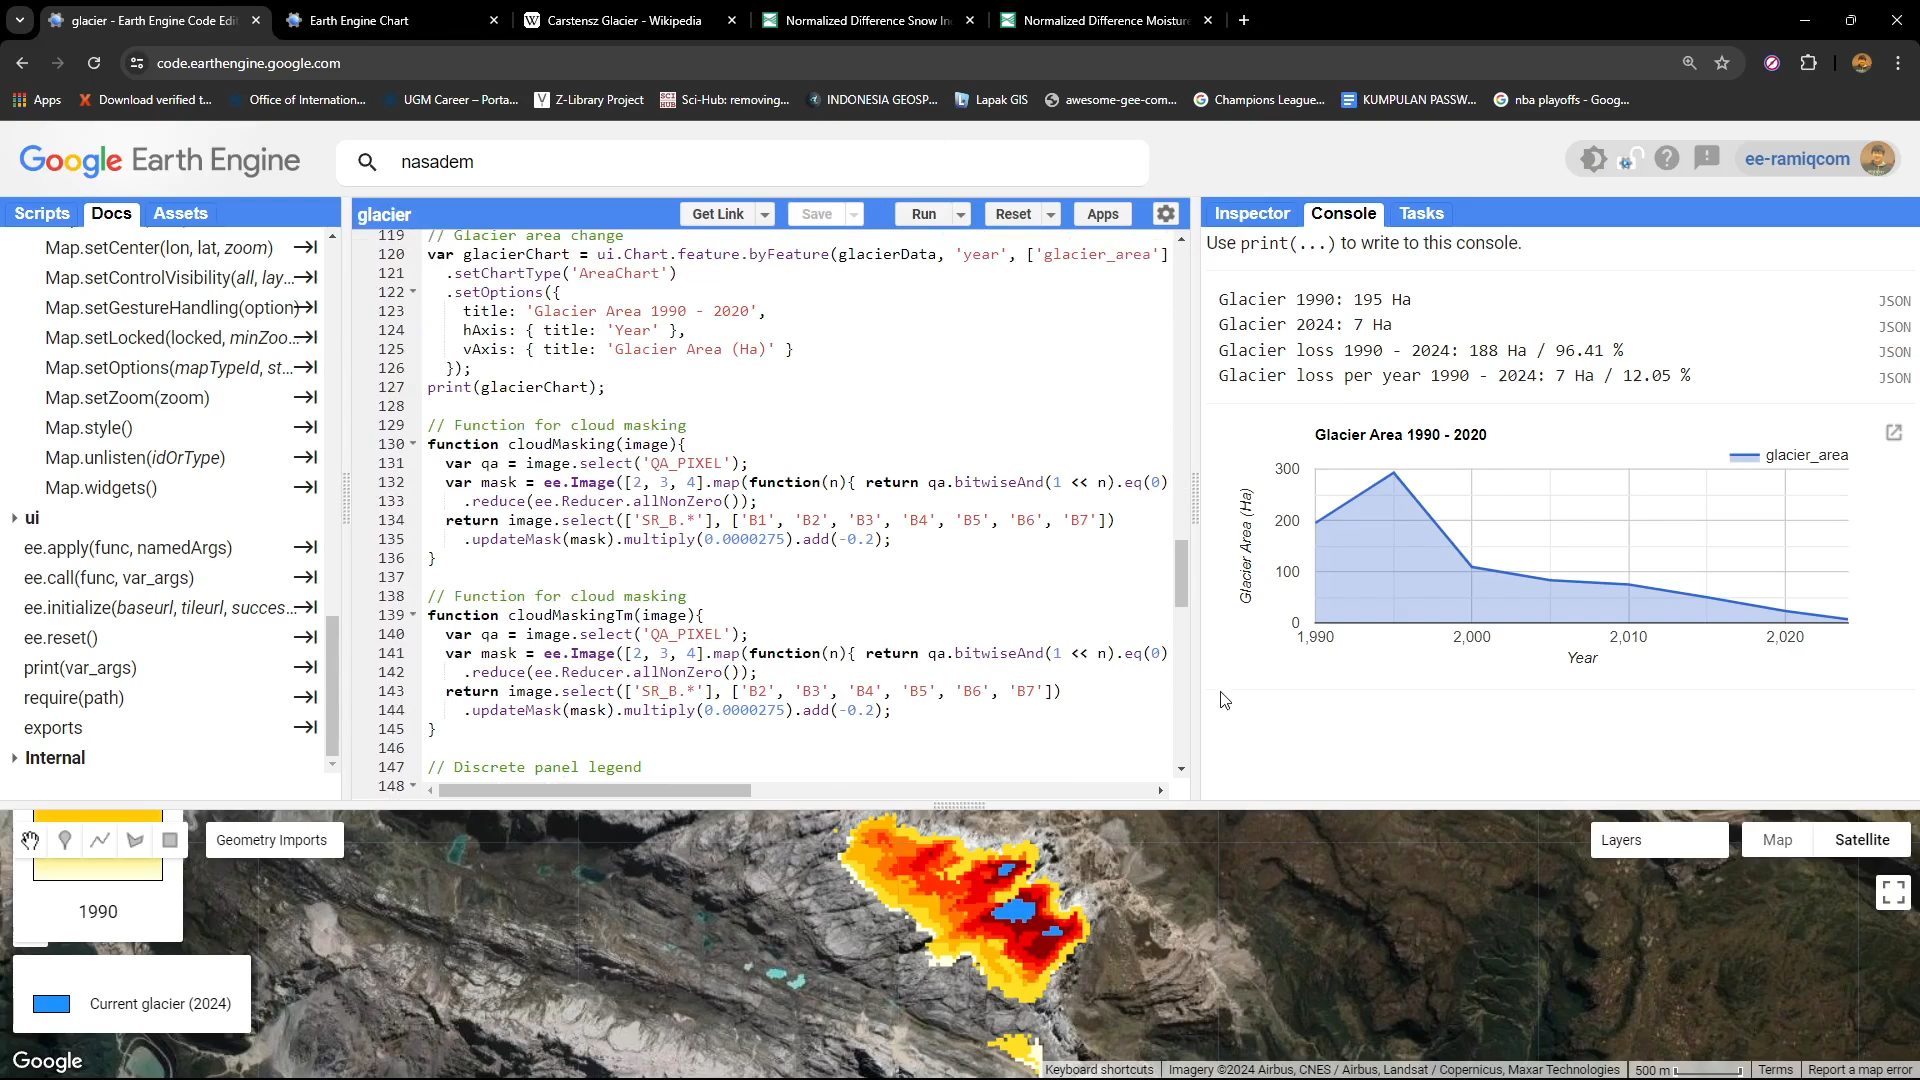 glacier - Earth Engine Code Edi
Earth Engine Chart
Carstensz Glacier - Wikipedia
Normalized Difference Snow In
Normalized Difference Moisture
code.earthengine.google.com
Apps
Download verified t...
Office of Internation...
UGM Career – Porta...
Z-Library Project
Sci-Hub: removing...
INDONESIA GEOSP...
Lapak GIS
awesome-gee-com...
Champions League...
KUMPULAN PASSW...
nba playoffs - Goog...
Google Earth Engine
nasadem
ee-ramiqcom
Scripts
Docs
Assets
Map.setCenter(lon, lat, zoom)
Map.setControlVisibility(all, lay...
Map.setGestureHandling(option)
Map.setLocked(locked, minZoo...
Map.setOptions(mapTypeId, st...
Map.setZoom(zoom)
Map.style()
Map.unlisten(idOrType)
Map.widgets()
ui
ee.apply(func, namedArgs)
ee.call(func, var_args)
ee.initialize(baseurl, tileurl, succes...
ee.reset()
print(var_args)
require(path)
exports
Internal
glacier
Get Link
Save
Run
Reset
Apps
119 // Glacier area change
120 var glacierChart = ui.Chart.feature.byFeature(glacierData, 'year', ['glacier_area']
121 .setChartType('AreaChart')
122 .setOptions({
123 title: 'Glacier Area 1990 - 2020',
124 hAxis: { title: 'Year' },
125 vAxis: { title: 'Glacier Area (Ha)' }
126 });
127 print(glacierChart);
128
129 // Function for cloud masking
130 function cloudMasking(image){
131 var qa = image.select('QA_PIXEL');
132 var mask = ee.Image([2, 3, 4].map(function(n){ return qa.bitwiseAnd(1 << n).eq(0)
133 .reduce(ee.Reducer.allNonZero());
134 return image.select(['SR_B.*'], ['B1', 'B2', 'B3', 'B4', 'B5', 'B6', 'B7'])
135 .updateMask(mask).multiply(0.0000275).add(-0.2);
136 }
137
138 // Function for cloud masking
139 function cloudMaskingTm(image){
140 var qa = image.select('QA_PIXEL');
141 var mask = ee.Image([2, 3, 4].map(function(n){ return qa.bitwiseAnd(1 << n).eq(0)
142 .reduce(ee.Reducer.allNonZero());
143 return image.select(['SR_B.*'], ['B2', 'B3', 'B4', 'B5', 'B6', 'B7'])
144 .updateMask(mask).multiply(0.0000275).add(-0.2);
145 }
146
147 // Discrete panel legend
148
Inspector
Console
Tasks
Use print(...) to write to this console.
Glacier 1990: 195 Ha JSON
Glacier 2024: 7 Ha JSON
Glacier loss 1990 - 2024: 188 Ha / 96.41 % JSON
Glacier loss per year 1990 - 2024: 7 Ha / 12.05 % JSON
Glacier Area 1990 - 2020
glacier_area
Glacier Area (Ha)
300
200
100
0
1,990
2,000
2,010
2,020
Year
Geometry Imports
1990
Current glacier (2024)
Google
Layers
Map
Satellite
Keyboard shortcuts
Imagery ©2024 Airbus, CNES / Airbus, Landsat / Copernicus, Maxar Technologies
500 m
Terms
Report a map error